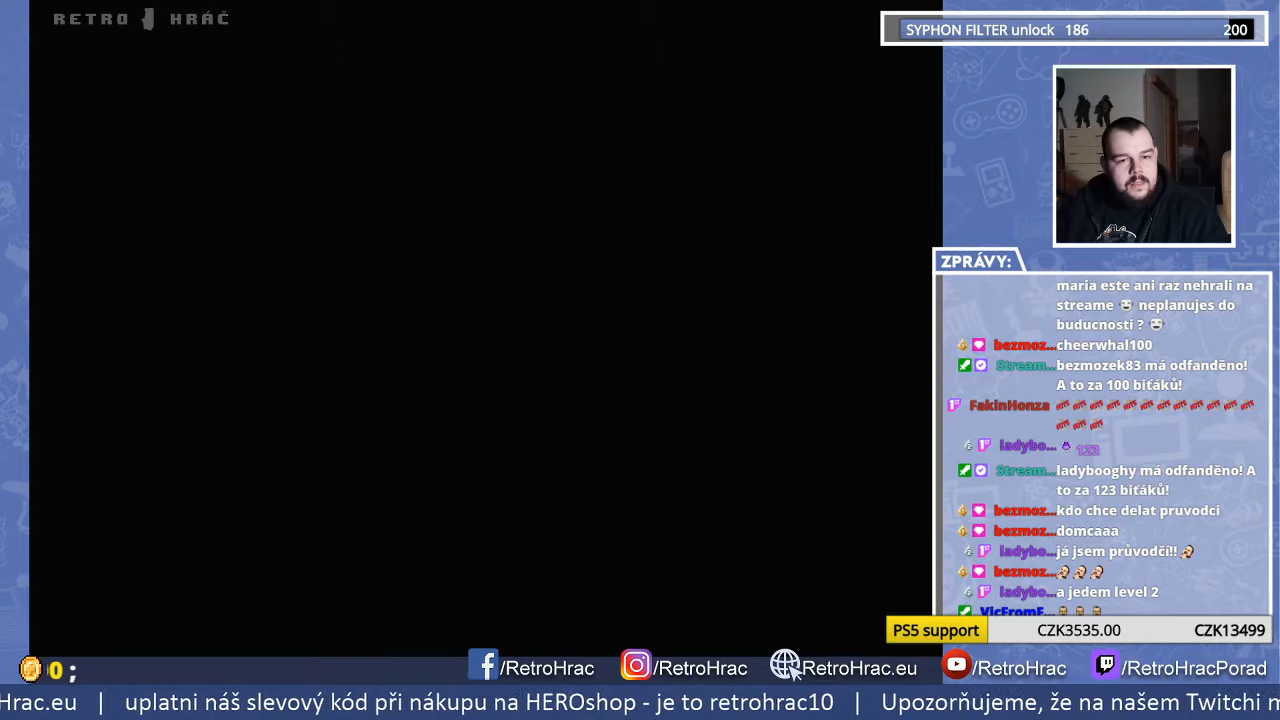 RETRO HRÁČ
SYPHON FILTER unlock 186 200
ZPRÁVY:
maria este ani raz nehrali na
streame neplanujes do
buducnosti ?
bezmoz... cheerwhal100
Stream... bezmozek83 má odfanděno!
A to za 100 biťáků!
FakinHonza
ladybo... 123
Stream... ladybooghy má odfanděno! A
to za 123 biťáků!
bezmoz... kdo chce delat pruvodci
bezmoz... domcaaa
ladybo... já jsem průvodčí!!
bezmoz...
ladybo... a jedem level 2
VicFromE...
PS5 support CZK3535.00 CZK13499
0 ; /RetroHrac /RetroHrac RetroHrac.eu /RetroHrac /RetroHracPorad
Hrac.eu | uplatni náš slevový kód při nákupu na HEROshop - je to retrohrac10 | Upozorňujeme, že na našem Twitchi